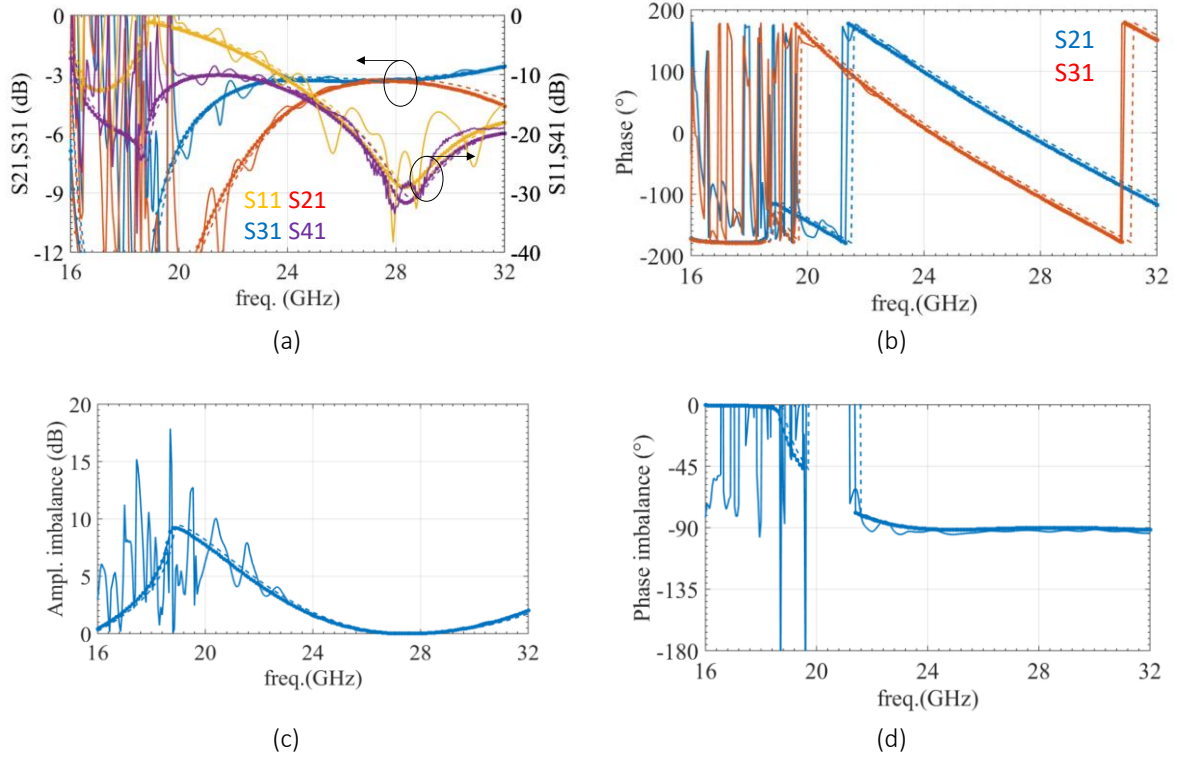 0
-3
-6
-9
-12
S21,S31 (dB)
0
-10
-20
-30
-40
S11,S41 (dB)
S11 S21
S31 S41
16 20 24 28 32
freq. (GHz)
(a)
200
100
0
-100
-200
Phase (°)
S21
S31
16 20 24 28 32
freq.(GHz)
(b)
20
15
10
5
0
Ampl. imbalance (dB)
16 20 24 28 32
freq.(GHz)
(c)
0
-45
-90
-135
-180
Phase imbalance (°)
16 20 24 28 32
freq.(GHz)
(d)